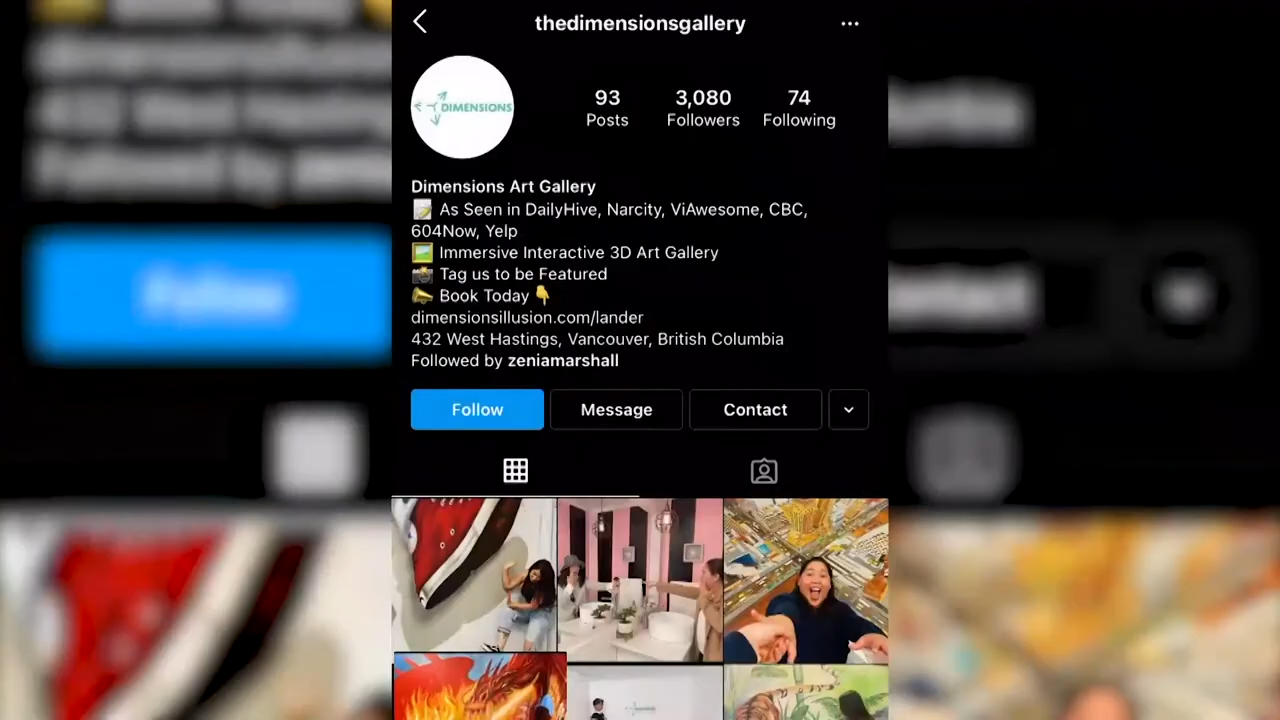 thedimensionsgallery
DIMENSIONS
93
3,080
74
Posts
Followers
Following
Dimensions Art Gallery
📝 As Seen in DailyHive, Narcity, ViAwesome, CBC,
604Now, Yelp
🖼️ Immersive Interactive 3D Art Gallery
📸 Tag us to be Featured
📣 Book Today 👇
dimensionsillusion.com/lander
432 West Hastings, Vancouver, British Columbia
Followed by zeniamarshall
Follow
Message
Contact